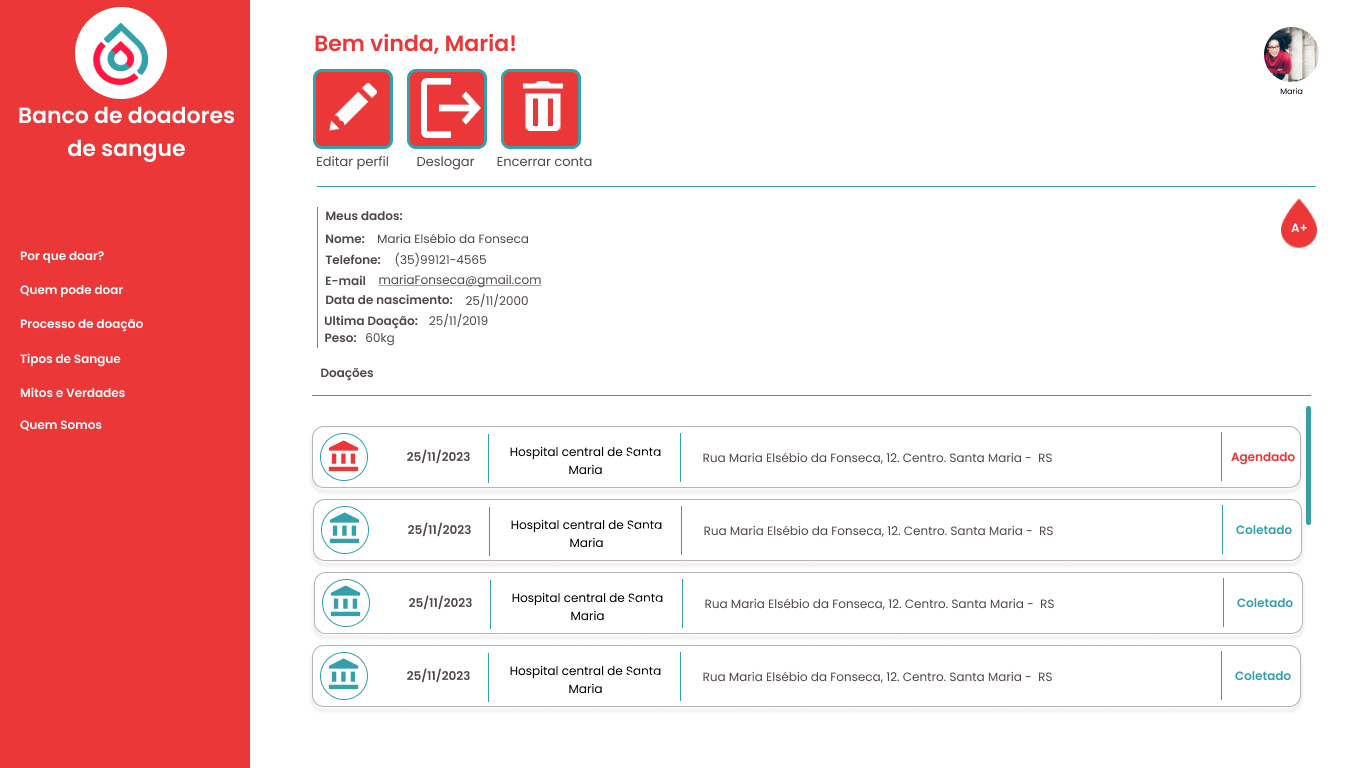 Banco de doadores
de sangue
Por que doar?
Quem pode doar
Processo de doação
Tipos de Sangue
Mitos e Verdades
Quem Somos
Bem vinda, Maria!
Maria
Editar perfil
Deslogar
Encerrar conta
A+
Meus dados:
Nome: Maria Elsébio da Fonseca
Telefone: (35)99121-4565
E-mail mariaFonseca@gmail.com
Data de nascimento: 25/11/2000
Ultima Doação: 25/11/2019
Peso: 60kg
Doações
25/11/2023
Hospital central de Santa
Maria
Rua Maria Elsébio da Fonseca, 12. Centro. Santa Maria - RS
Agendado
25/11/2023
Hospital central de Santa
Maria
Rua Maria Elsébio da Fonseca, 12. Centro. Santa Maria - RS
Coletado
25/11/2023
Hospital central de Santa
Maria
Rua Maria Elsébio da Fonseca, 12. Centro. Santa Maria - RS
Coletado
25/11/2023
Hospital central de Santa
Maria
Rua Maria Elsébio da Fonseca, 12. Centro. Santa Maria - RS
Coletado